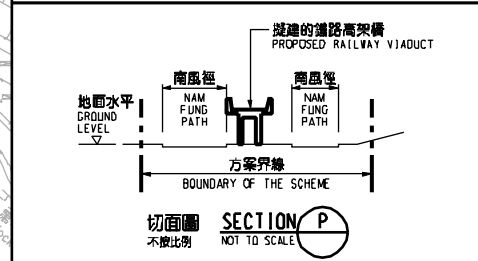 擬建的鐵路高架橋
PROPOSED RAILWAY VIADUCT
南風徑
NAM
FUNG
PATH
南風徑
NAM
FUNG
PATH
地面水平
GROUND
LEVEL
方案界線
BOUNDARY OF THE SCHEME
切面圖 SECTION P
不按比例 NOT TO SCALE